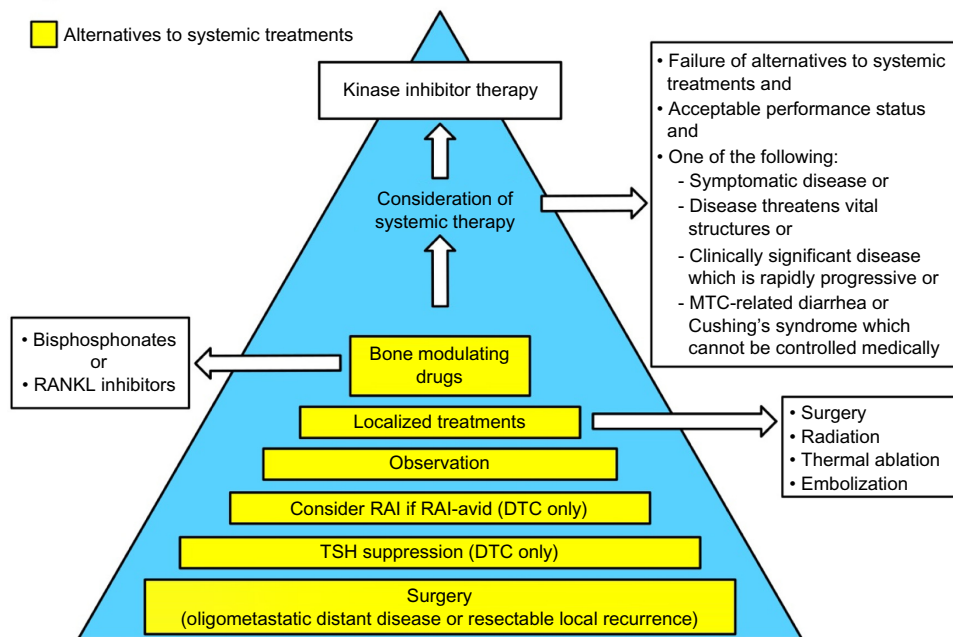 Alternatives to systemic treatments
Kinase inhibitor therapy
• Failure of alternatives to systemic
treatments and
• Acceptable performance status
and
• One of the following:
- Symptomatic disease or
- Disease threatens vital
structures or
- Clinically significant disease
which is rapidly progressive or
- MTC-related diarrhea or
Cushing's syndrome which
cannot be controlled medically
Consideration of
systemic therapy
• Bisphosphonates
or
• RANKL inhibitors
Bone modulating
drugs
Localized treatments
• Surgery
• Radiation
• Thermal ablation
• Embolization
Observation
Consider RAI if RAI-avid (DTC only)
TSH suppression (DTC only)
Surgery
(oligometastatic distant disease or resectable local recurrence)